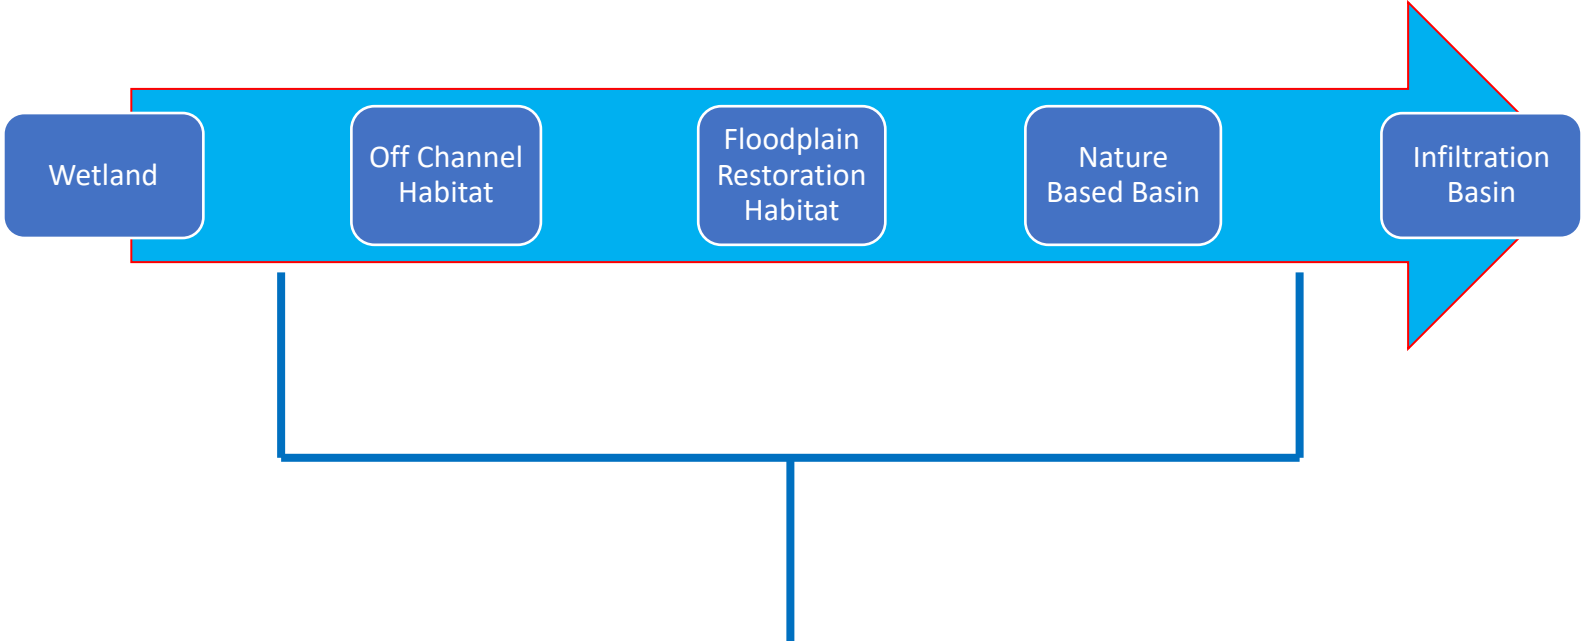 Wetland
Off Channel
Habitat
Floodplain
Restoration
Habitat
Nature
Based Basin
Infiltration
Basin